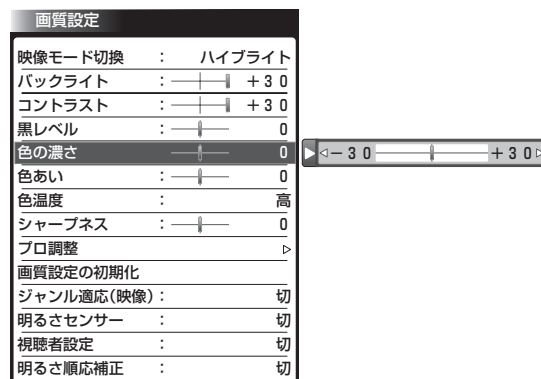 画質設定
映像モード切換 ： ハイブライト
バックライト ： ＋３０
コントラスト ： ＋３０
黒レベル ： ０
色の濃さ ０
－３０ ＋３０
色あい ： ０
色温度 ： 高
シャープネス ： ０
プロ調整
画質設定の初期化
ジャンル適応（映像）： 切
明るさセンサー ： 切
視聴者設定 ： 切
明るさ順応補正 ： 切